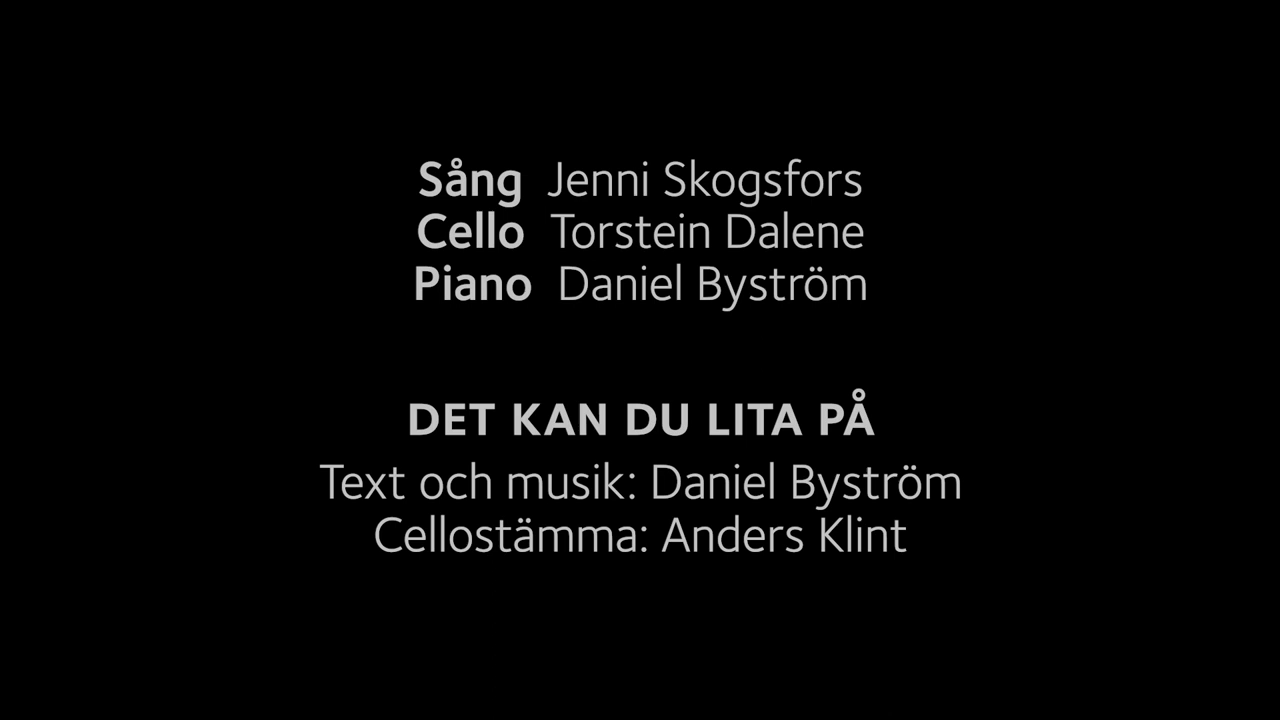 Sång Jenni Skogsfors
Cello Torstein Dalene
Piano Daniel Byström
DET KAN DU LITA PÅ
Text och musik: Daniel Byström
Cellostämma: Anders Klint